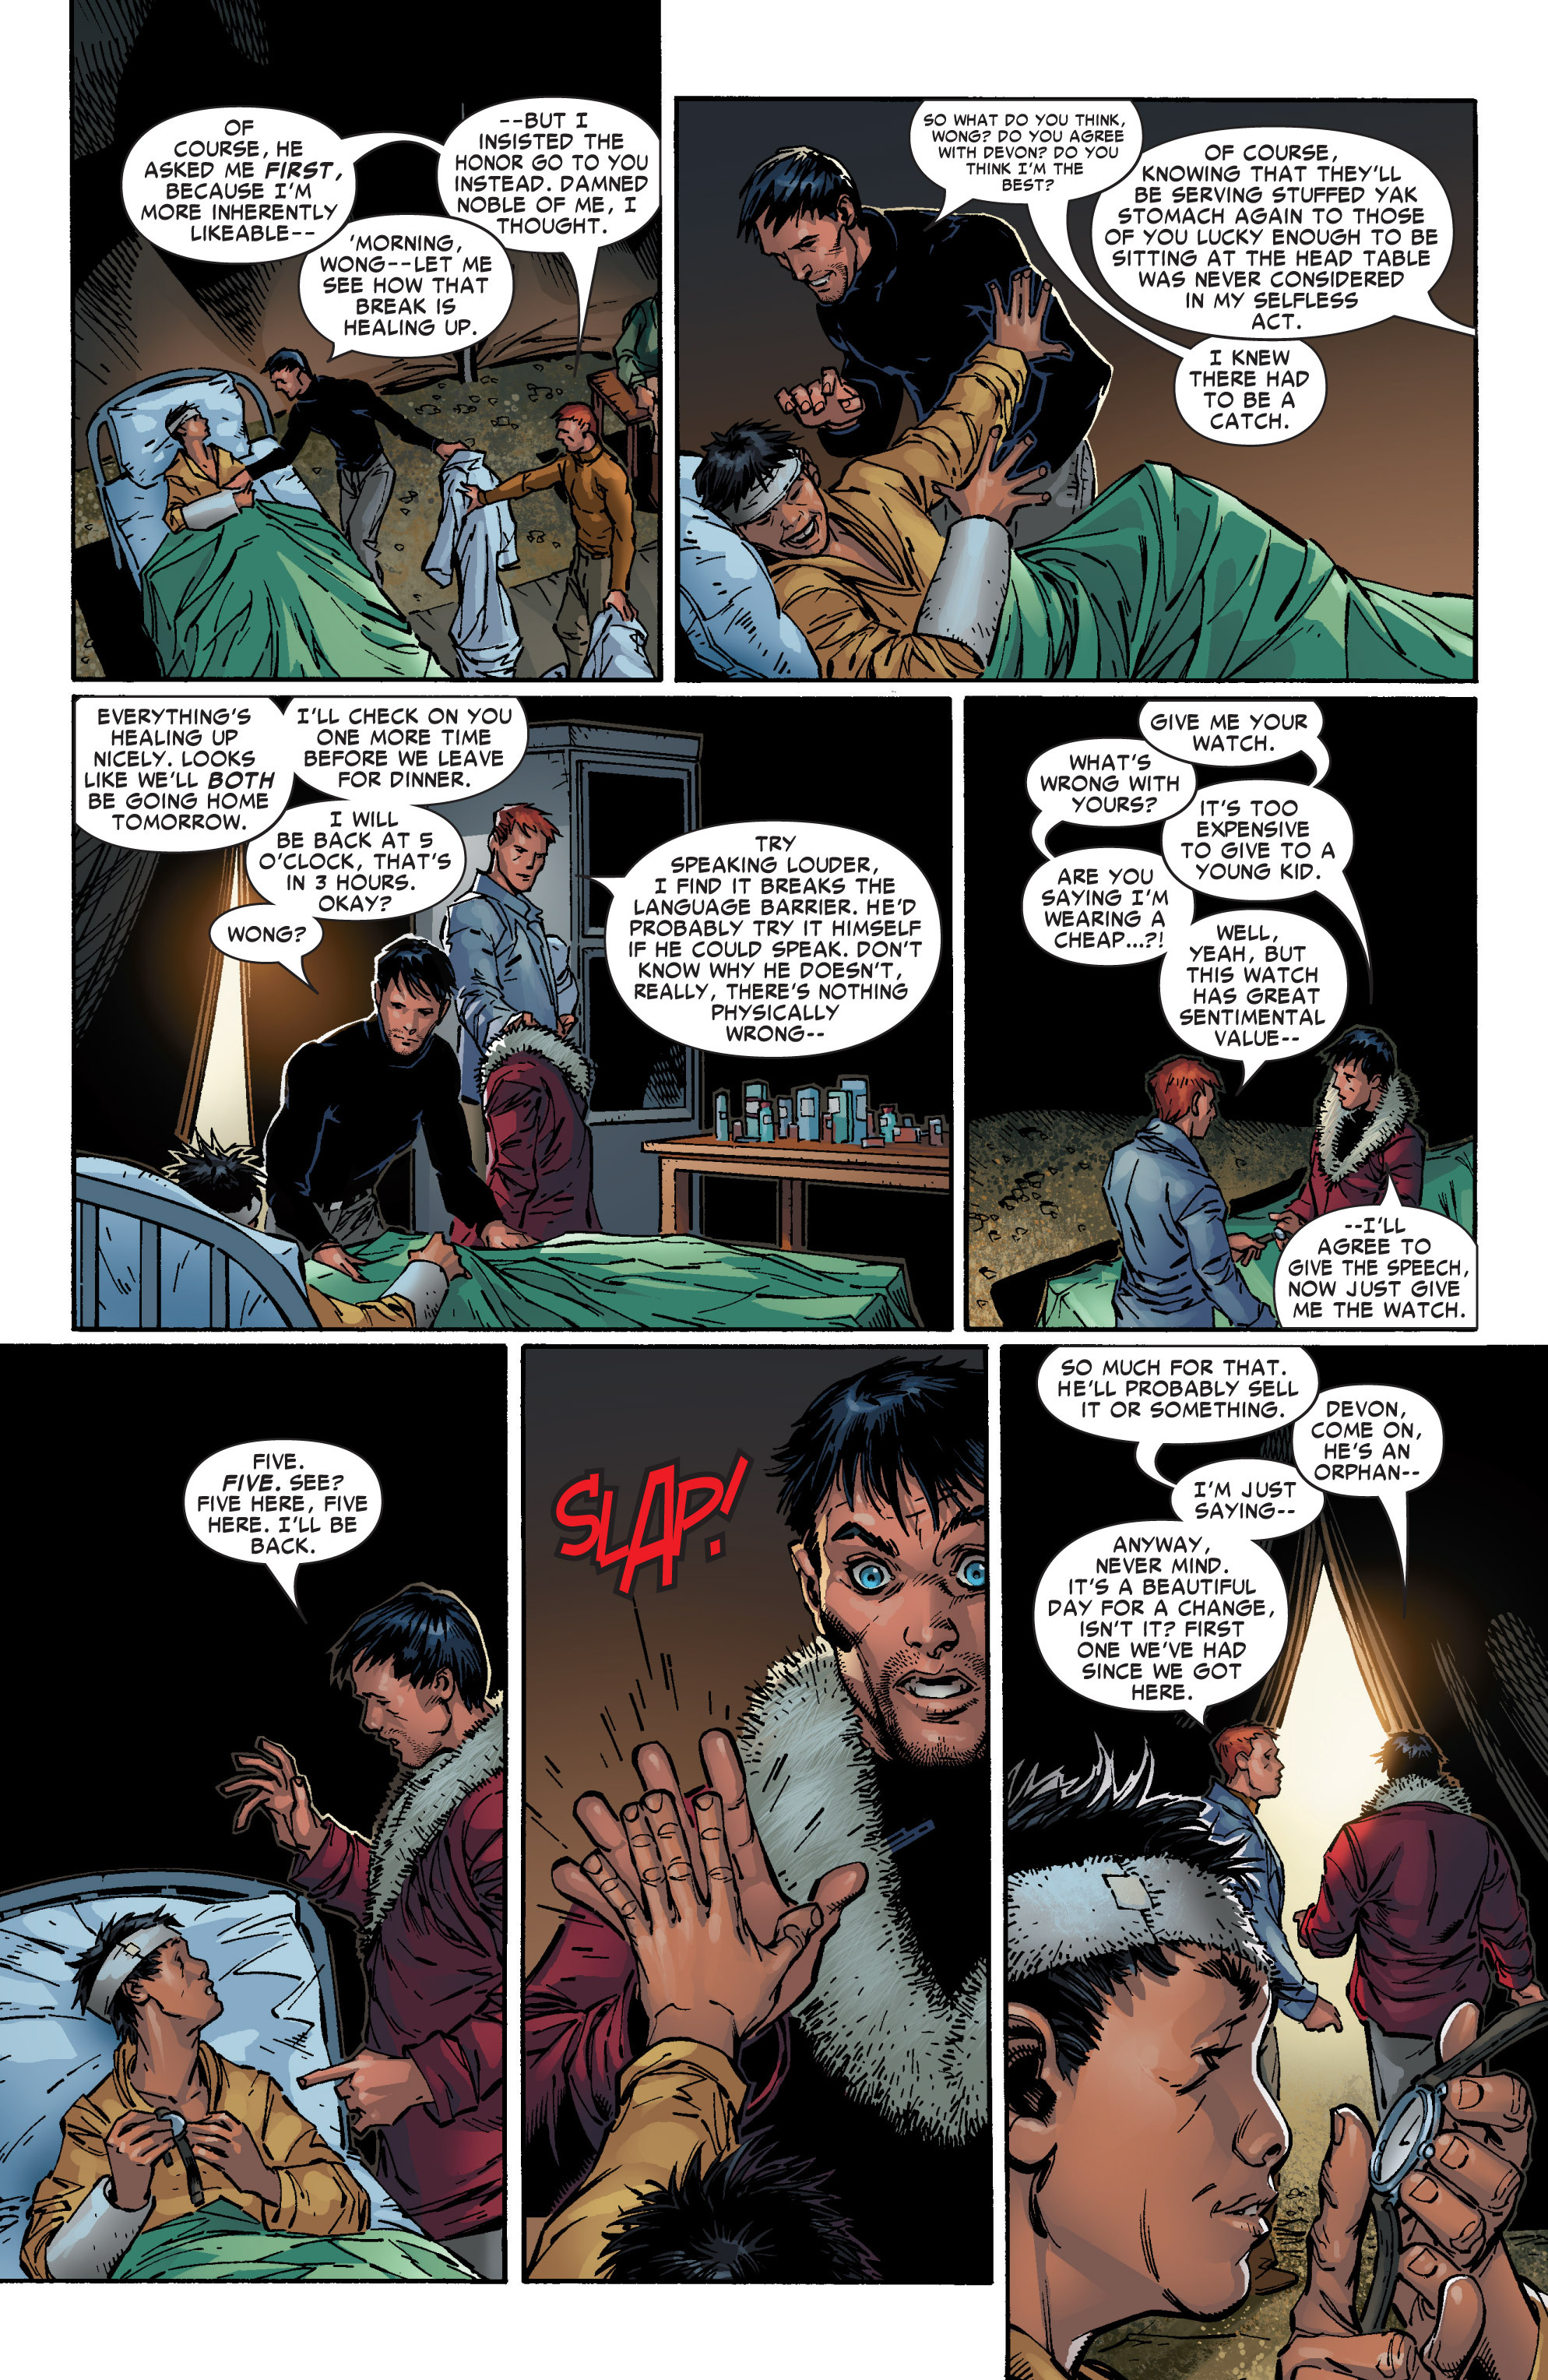 OF
COURSE, HE
ASKED ME FIRST,
BECAUSE I'M
MORE INHERENTLY
LIKEABLE--
--BUT I
INSISTED THE
HONOR GO TO YOU
INSTEAD. DAMNED
NOBLE OF ME, I
THOUGHT.
'MORNING,
WONG--LET ME
SEE HOW THAT
BREAK IS
HEALING UP.
SO WHAT DO YOU THINK,
WONG? DO YOU AGREE
WITH DEVON? DO YOU
THINK I'M THE
BEST?
OF COURSE,
KNOWING THAT THEY'LL
BE SERVING STUFFED YAK
STOMACH AGAIN TO THOSE
OF YOU LUCKY ENOUGH TO BE
SITTING AT THE HEAD TABLE
WAS NEVER CONSIDERED
IN MY SELFLESS
ACT.
I KNEW
THERE HAD
TO BE A
CATCH.
EVERYTHING'S
HEALING UP
NICELY. LOOKS
LIKE WE'LL BOTH
BE GOING HOME
TOMORROW.
I'LL CHECK ON YOU
ONE MORE TIME
BEFORE WE LEAVE
FOR DINNER.
I WILL
BE BACK AT 5
O'CLOCK, THAT'S
IN 3 HOURS.
OKAY?
WONG?
TRY
SPEAKING LOUDER,
I FIND IT BREAKS THE
LANGUAGE BARRIER. HE'D
PROBABLY TRY IT HIMSELF
IF HE COULD SPEAK. DON'T
KNOW WHY HE DOESN'T,
REALLY, THERE'S NOTHING
PHYSICALLY
WRONG--
GIVE ME YOUR
WATCH.
WHAT'S
WRONG WITH
YOURS?
IT'S TOO
EXPENSIVE
TO GIVE TO A
YOUNG KID.
ARE YOU
SAYING I'M
WEARING A
CHEAP...?!
WELL,
YEAH, BUT
THIS WATCH
HAS GREAT
SENTIMENTAL
VALUE--
--I'LL
AGREE TO
GIVE THE SPEECH,
NOW JUST GIVE
ME THE WATCH.
FIVE.
FIVE. SEE?
FIVE HERE, FIVE
HERE. I'LL BE
BACK.
SLAP!
SO MUCH FOR THAT.
HE'LL PROBABLY SELL
IT OR SOMETHING.
DEVON,
COME ON,
HE'S AN
ORPHAN--
I'M JUST
SAYING--
ANYWAY,
NEVER MIND.
IT'S A BEAUTIFUL
DAY FOR A CHANGE,
ISN'T IT? FIRST
ONE WE'VE HAD
SINCE WE GOT
HERE.